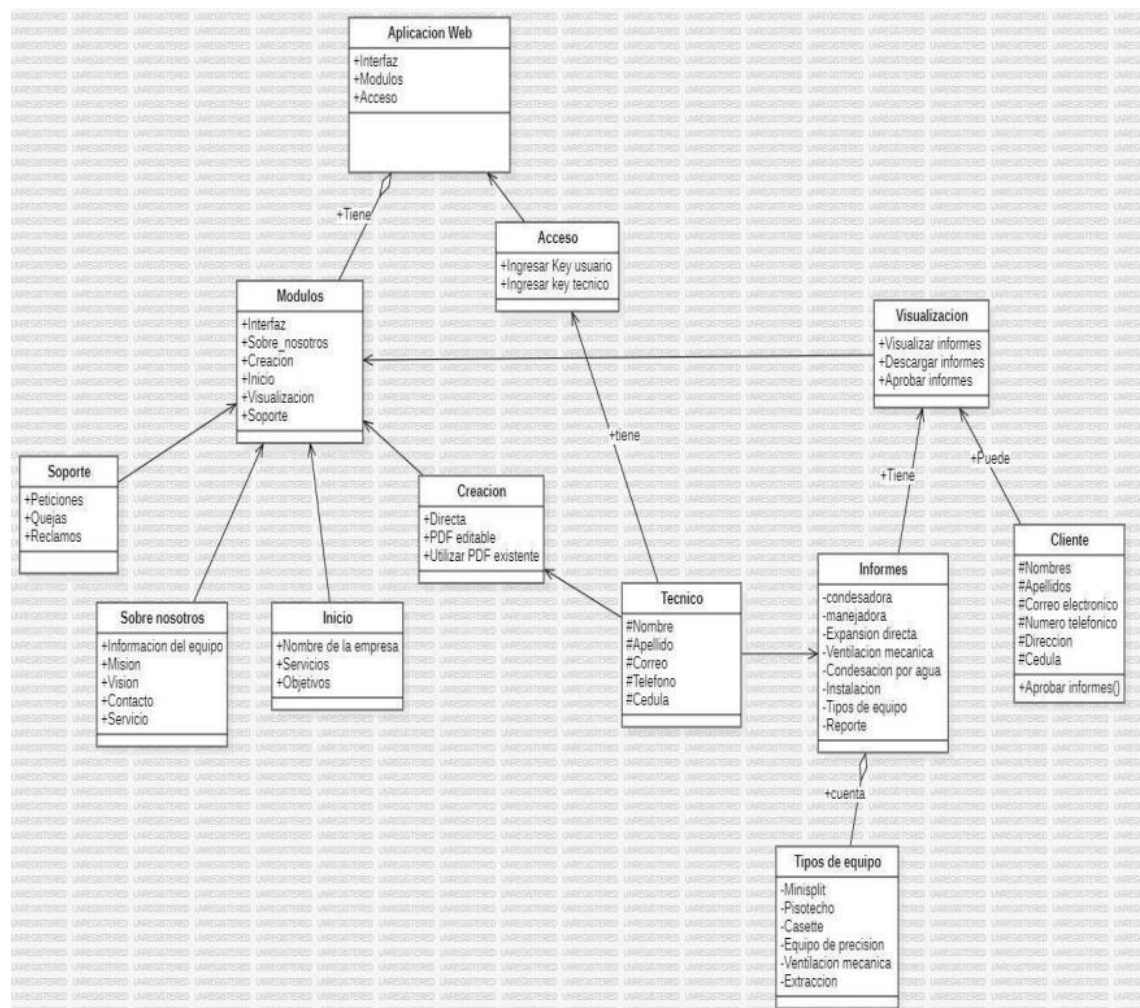 Aplicacion Web
+Interfaz
+Modulos
+Acceso
+Tiene
Acceso
+Ingresar Key usuario
+Ingresar key tecnico
Modulos
+Interfaz
+Sobre_nosotros
+Creacion
+Inicio
+Visualizacion
+Soporte
Visualizacion
+Visualizar informes
+Descargar informes
+Aprobar informes
+tiene
+Tiene
+Puede
Soporte
+Peticiones
+Quejas
+Reclamos
Creacion
+Directa
+PDF editable
+Utilizar PDF existente
Cliente
#Nombres
#Apellidos
#Correo electronico
#Numero telefonico
#Direccion
#Cedula
+Aprobar informes()
Informes
-condesadora
-manejadora
-Expansion directa
-Ventilacion mecanica
-Condesacion por agua
-Instalacion
-Tipos de equipo
-Reporte
Tecnico
#Nombre
#Apellido
#Correo
#Telefono
#Cedula
Sobre nosotros
+Informacion del equipo
+Mision
+Vision
+Contacto
+Servicio
Inicio
+Nombre de la empresa
+Servicios
+Objetivos
+cuenta
Tipos de equipo
-Minisplit
-Pisotecho
-Casette
-Equipo de precision
-Ventilacion mecanica
-Extraccion
UNREGISTERED